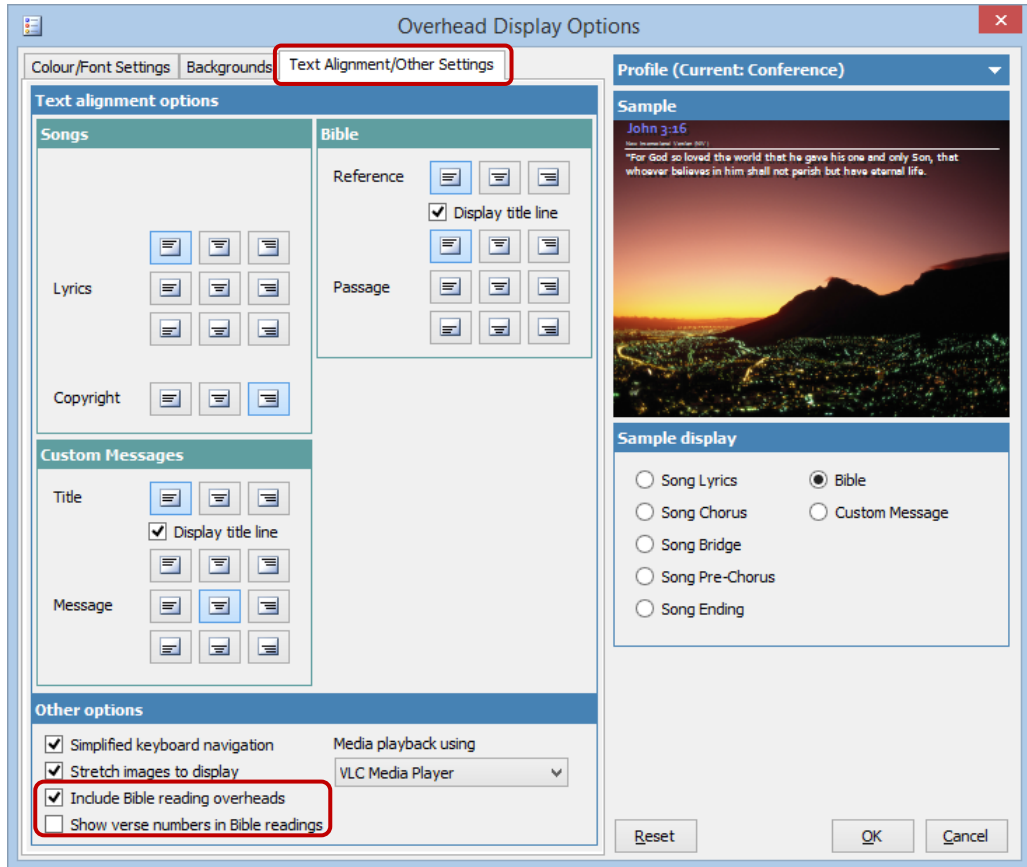 Overhead Display Options
Colour/Font Settings Backgrounds Text Alignment/Other Settings
Text alignment options
Songs
Lyrics
Copyright
Bible
Reference
Display title line
Passage
Custom Messages
Title
Display title line
Message
Other options
Simplified keyboard navigation
Stretch images to display
Include Bible reading overheads
Show verse numbers in Bible readings
Media playback using
VLC Media Player
Profile (Current: Conference)
Sample
John 3:16
New International Version (NIV)
"For God so loved the world that he gave his one and only Son, that
whoever believes in him shall not perish but have eternal life.
Sample display
Song Lyrics
Song Chorus
Song Bridge
Song Pre-Chorus
Song Ending
Bible
Custom Message
Reset OK Cancel